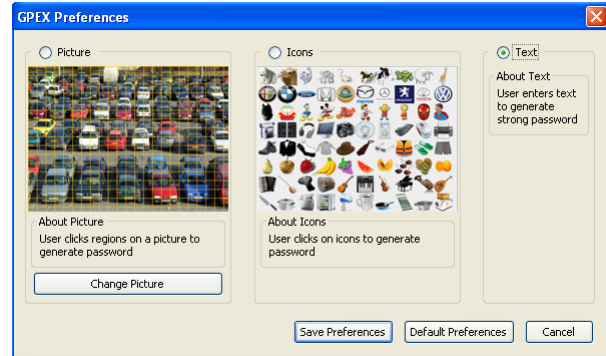 GPEX Preferences
Picture
Icons
Text
About Text
User enters text
to generate
strong password
About Picture
User clicks regions on a picture to
generate password
About Icons
User clicks on icons to generate
password
Change Picture
Save Preferences
Default Preferences
Cancel